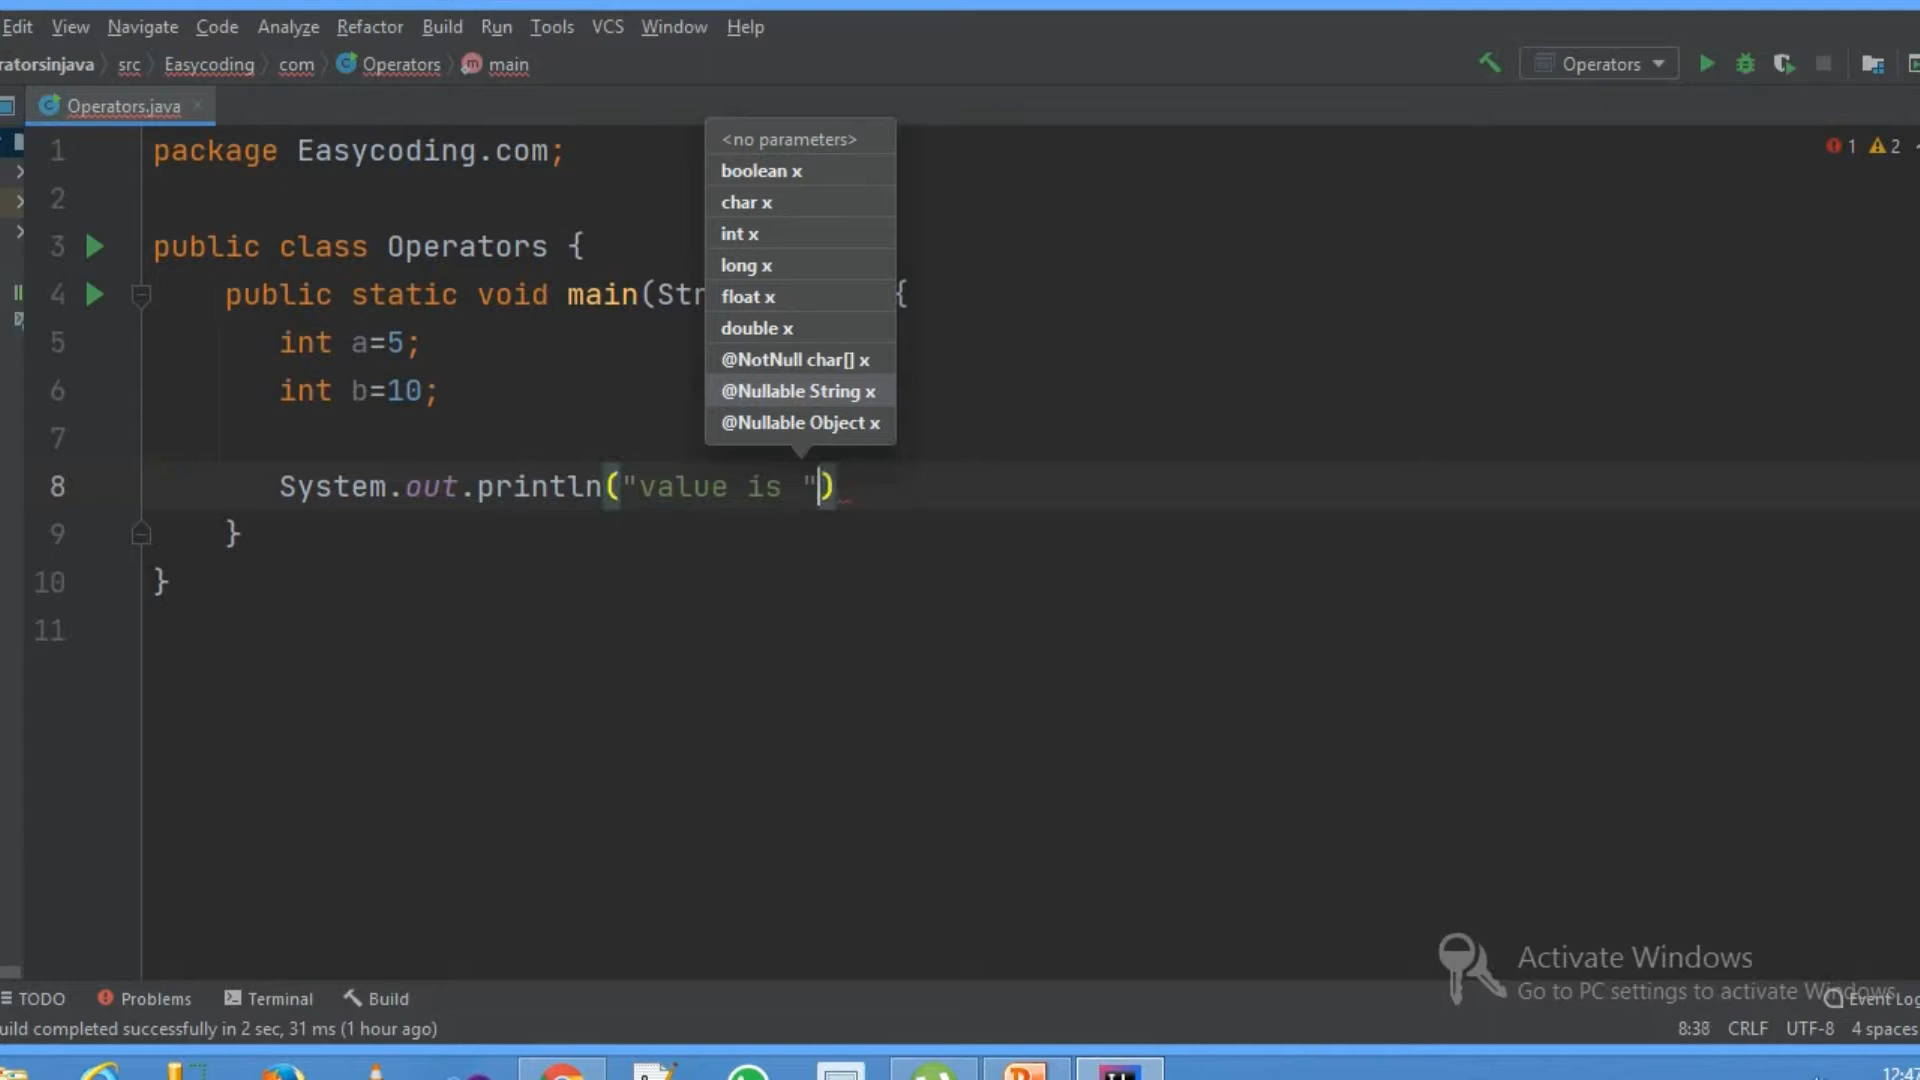 Edit View Navigate Code Analyze Refactor Build Run Tools VCS Window Help
ratorsinjava src Easycoding com Operators main Operators
Operators.java
1 package Easycoding.com; 1 2
2
3 public class Operators {
4 public static void main(Str {
5 int a=5;
6 int b=10;
7
8 System.out.println("value is ")
9 }
10 }
11
<no parameters>
boolean x
char x
int x
long x
float x
double x
@NotNull char[] x
@Nullable String x
@Nullable Object x
Activate Windows
Go to PC settings to activate Windows.
TODO Problems Terminal Build Event Log
uild completed successfully in 2 sec, 31 ms (1 hour ago) 8:38 CRLF UTF-8 4 spaces
12:47